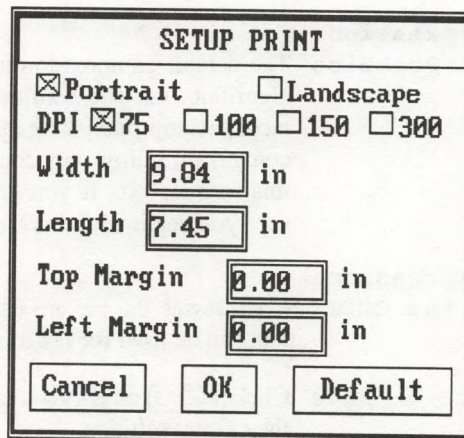 SETUP PRINT
Portrait Landscape
DPI 75 100 150 300
Width 9.84 in
Length 7.45 in
Top Margin 0.00 in
Left Margin 0.00 in
Cancel OK Default